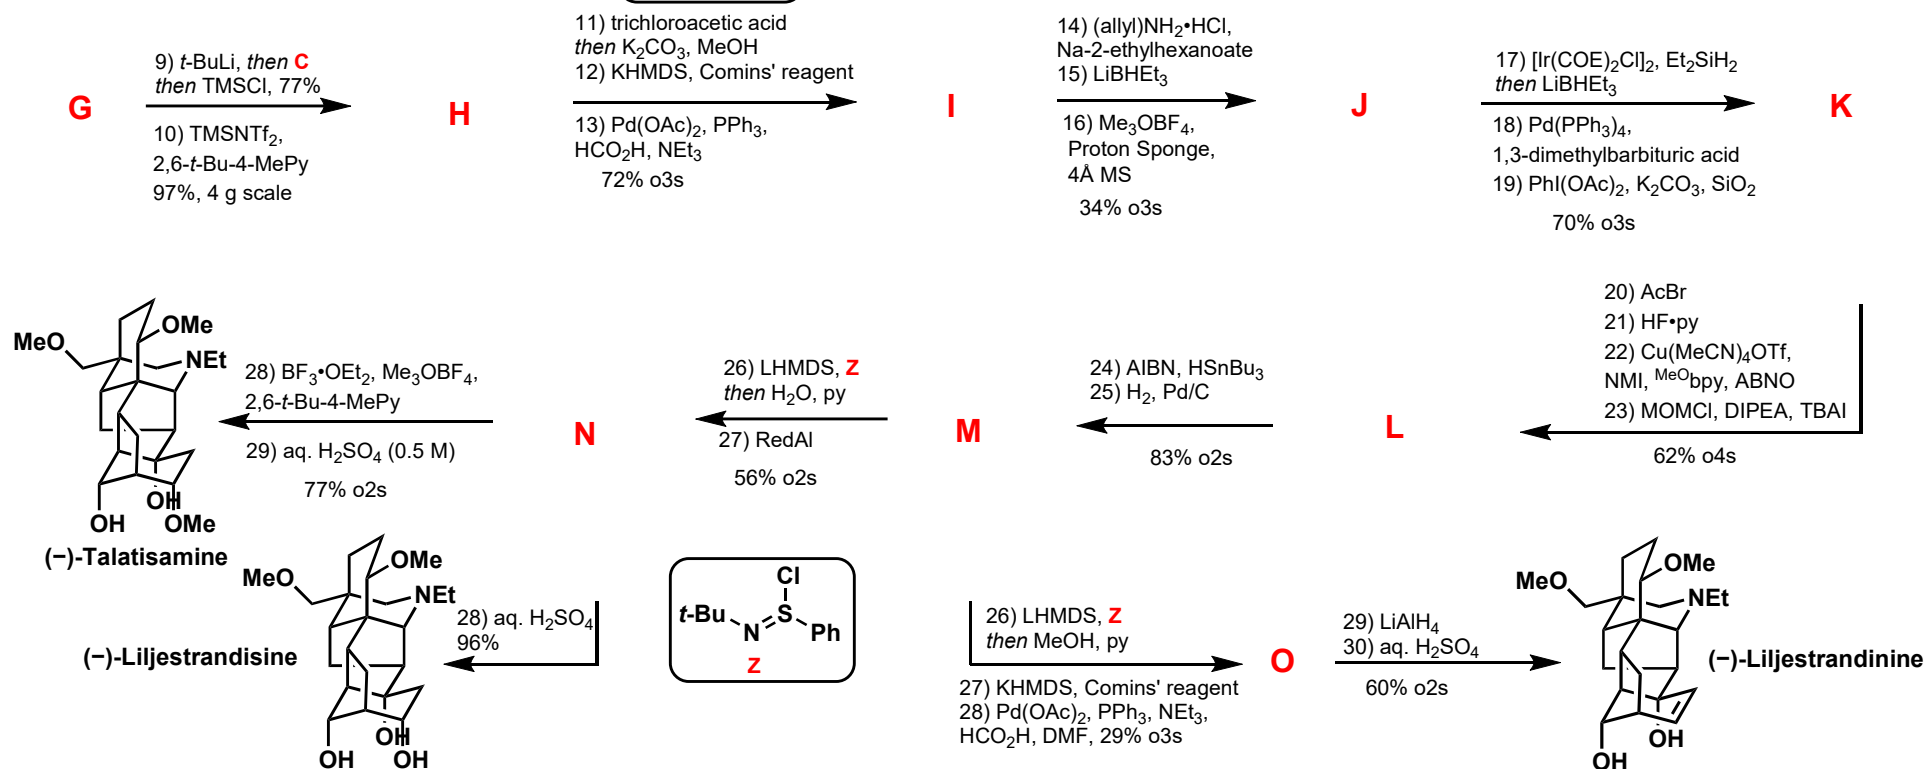 G
9) t-BuLi, then C
then TMSCl, 77%
10) TMSNTf2,
2,6-t-Bu-4-MePy
97%, 4 g scale
H
11) trichloroacetic acid
then K2CO3, MeOH
12) KHMDS, Comins' reagent
13) Pd(OAc)2, PPh3,
HCO2H, NEt3
72% o3s
I
14) (allyl)NH2•HCl,
Na-2-ethylhexanoate
15) LiBHEt3
16) Me3OBF4,
Proton Sponge,
4Å MS
34% o3s
J
17) [Ir(COE)2Cl]2, Et2SiH2
then LiBHEt3
18) Pd(PPh3)4,
1,3-dimethylbarbituric acid
19) PhI(OAc)2, K2CO3, SiO2
70% o3s
K
20) AcBr
21) HF•py
22) Cu(MeCN)4OTf,
NMI, MeObpy, ABNO
23) MOMCl, DIPEA, TBAI
62% o4s
L
24) AIBN, HSnBu3
25) H2, Pd/C
83% o2s
M
26) LHMDS, Z
then H2O, py
27) RedAl
56% o2s
N
28) BF3•OEt2, Me3OBF4,
2,6-t-Bu-4-MePy
29) aq. H2SO4 (0.5 M)
77% o2s
MeO
OMe
NEt
OH
OH
OMe
(−)-Talatisamine
28) aq. H2SO4
96%
MeO
OMe
NEt
OH
OH
OH
(−)-Liljestrandisine
Cl
t-Bu
N
S
Ph
Z
26) LHMDS, Z
then MeOH, py
27) KHMDS, Comins' reagent
28) Pd(OAc)2, PPh3, NEt3,
HCO2H, DMF, 29% o3s
O
29) LiAlH4
30) aq. H2SO4
60% o2s
MeO
OMe
NEt
OH
OH
(−)-Liljestrandinine